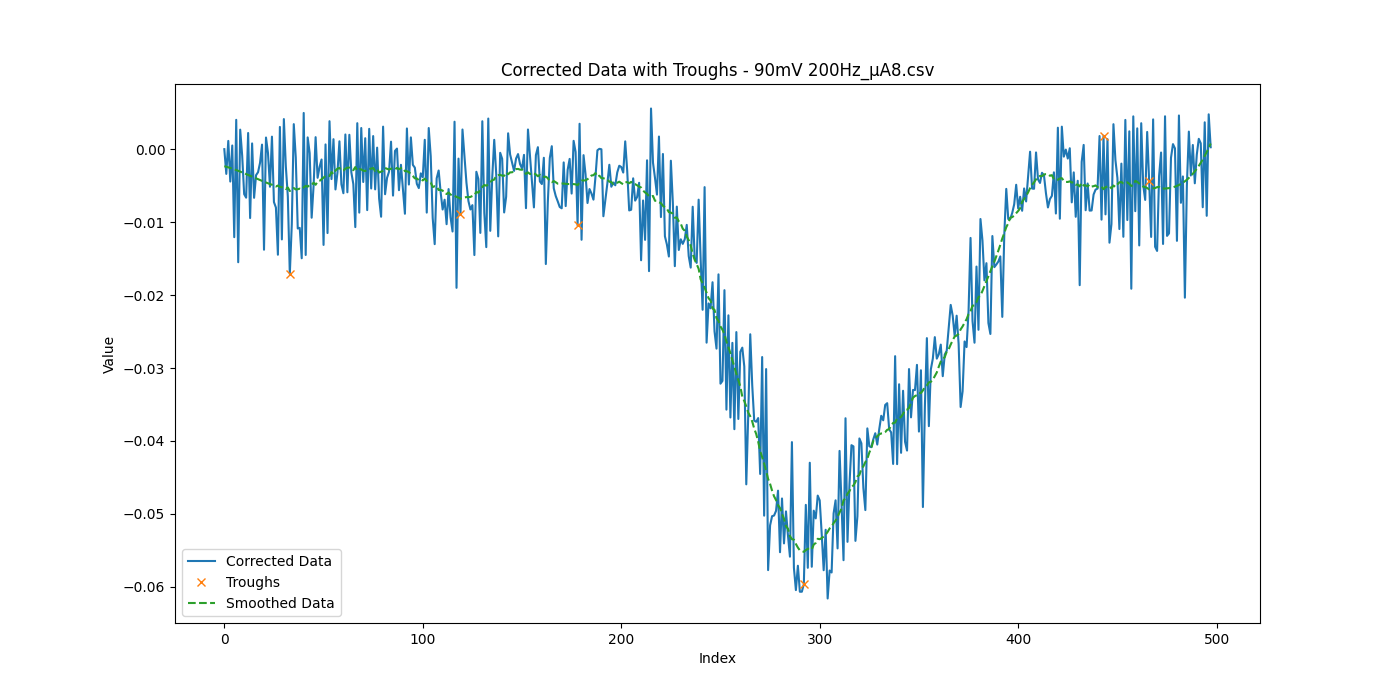 Corrected Data with Troughs - 90mV 200Hz_μA8.csv
Value
0.00
−0.01
−0.02
−0.03
−0.04
−0.05
−0.06
Corrected Data
Troughs
Smoothed Data
0 100 200 300 400 500
Index